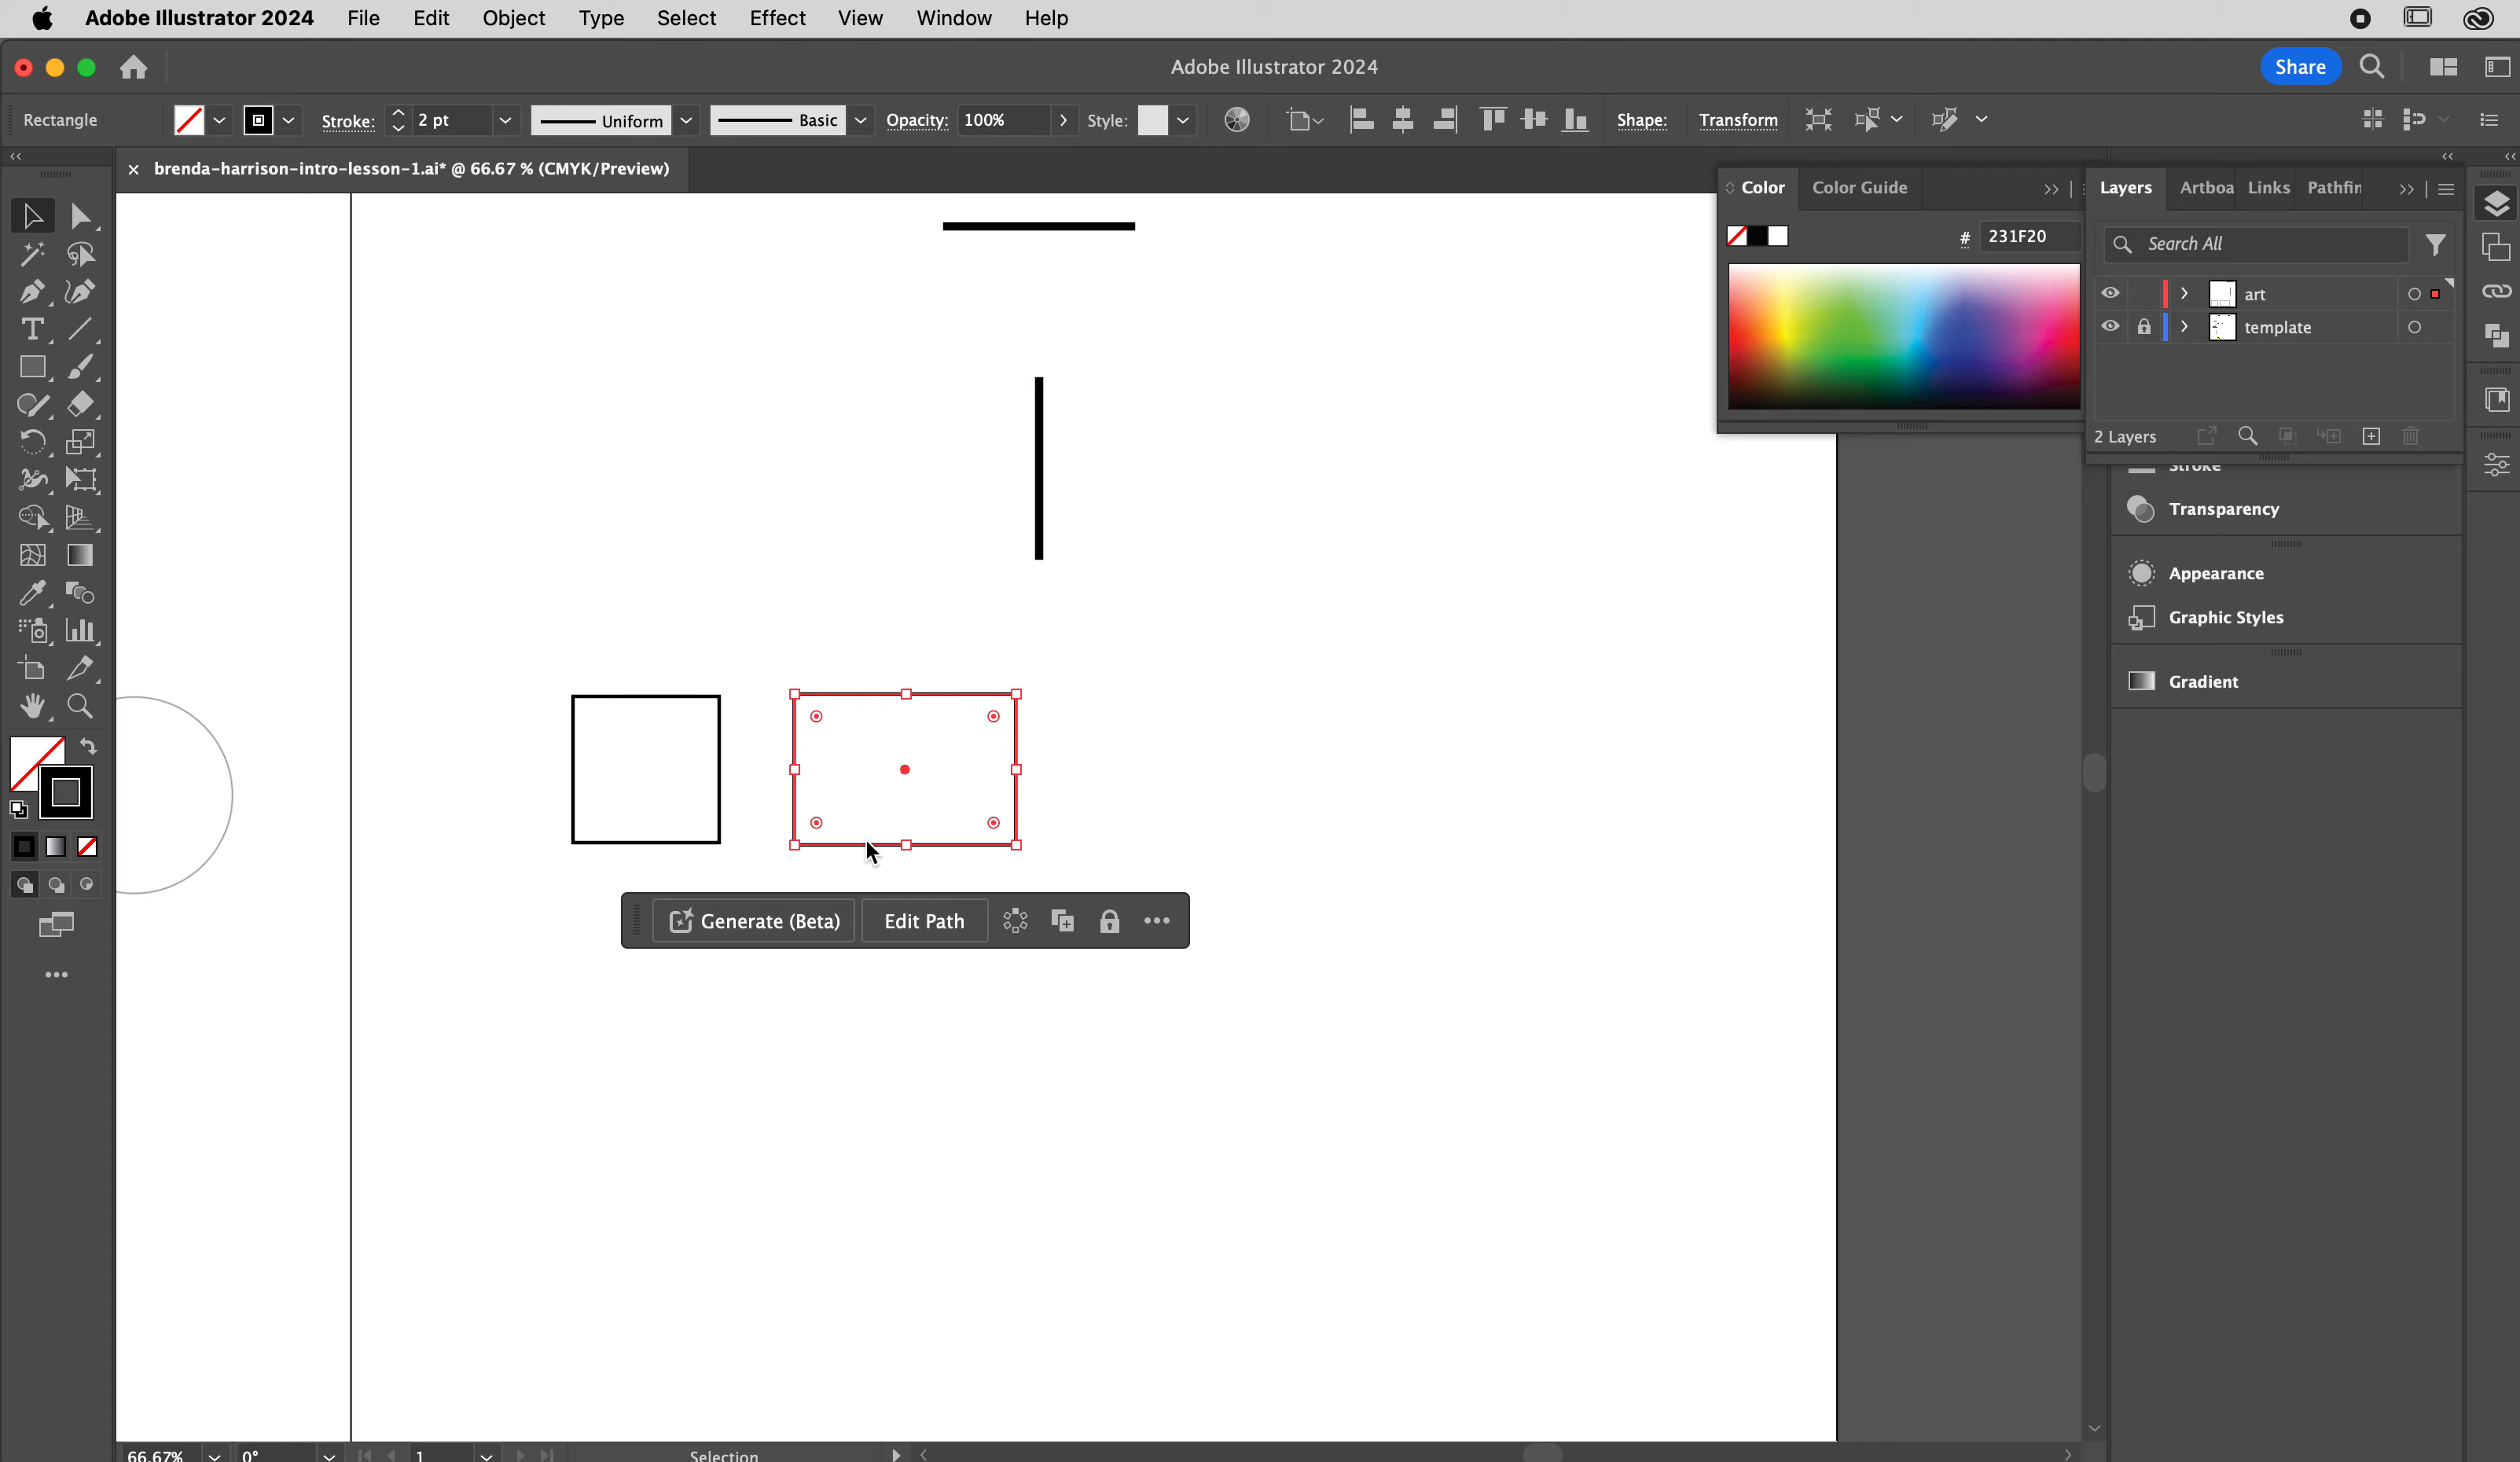 Adobe Illustrator 2024 File Edit Object Type Select Effect View Window Help
Adobe Illustrator 2024
Share
Rectangle
Stroke: 2 pt
Uniform
Basic
Opacity: 100%
Style:
Shape:
Transform
× brenda-harrison-intro-lesson-1.ai* @ 66.67 % (CMYK/Preview)
Color Color Guide
# 231F20
Layers Artboa Links Pathfin
Search All
art
template
2 Layers
Stroke
Transparency
Appearance
Graphic Styles
Gradient
Generate (Beta) Edit Path
66.67% 0° 1 Selection